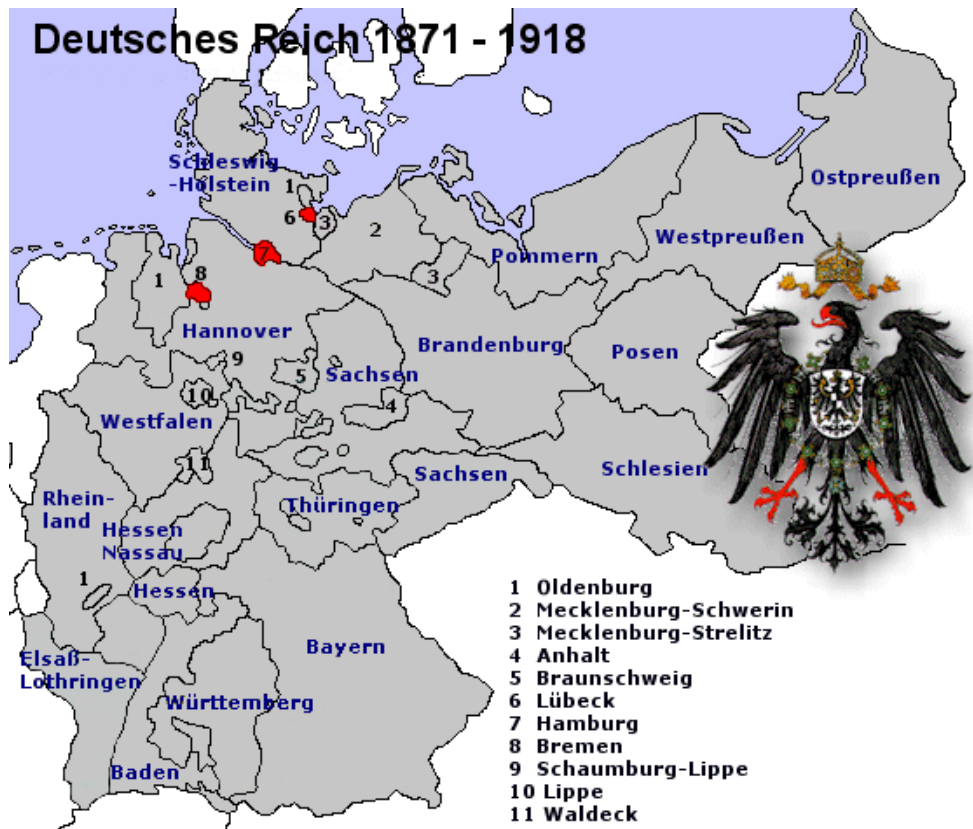 Deutsches Reich 1871 - 1918
Schleswig
-Holstein
1
6
3
2
Ostpreußen
Westpreußen
Pommern
7
3
1
8
Hannover
Brandenburg
Posen
9
5
Sachsen
10
4
Westfalen
11
Sachsen
Schlesien
Rhein-
land
Thüringen
Hessen
Nassau
1
Hessen
Bayern
Elsaß-
Lothringen
Württemberg
Baden
1 Oldenburg
2 Mecklenburg-Schwerin
3 Mecklenburg-Strelitz
4 Anhalt
5 Braunschweig
6 Lübeck
7 Hamburg
8 Bremen
9 Schaumburg-Lippe
10 Lippe
11 Waldeck